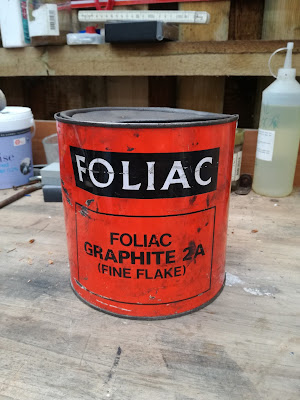 FOLIAC
FOLIAC
GRAPHITE 2A
(FINE FLAKE)